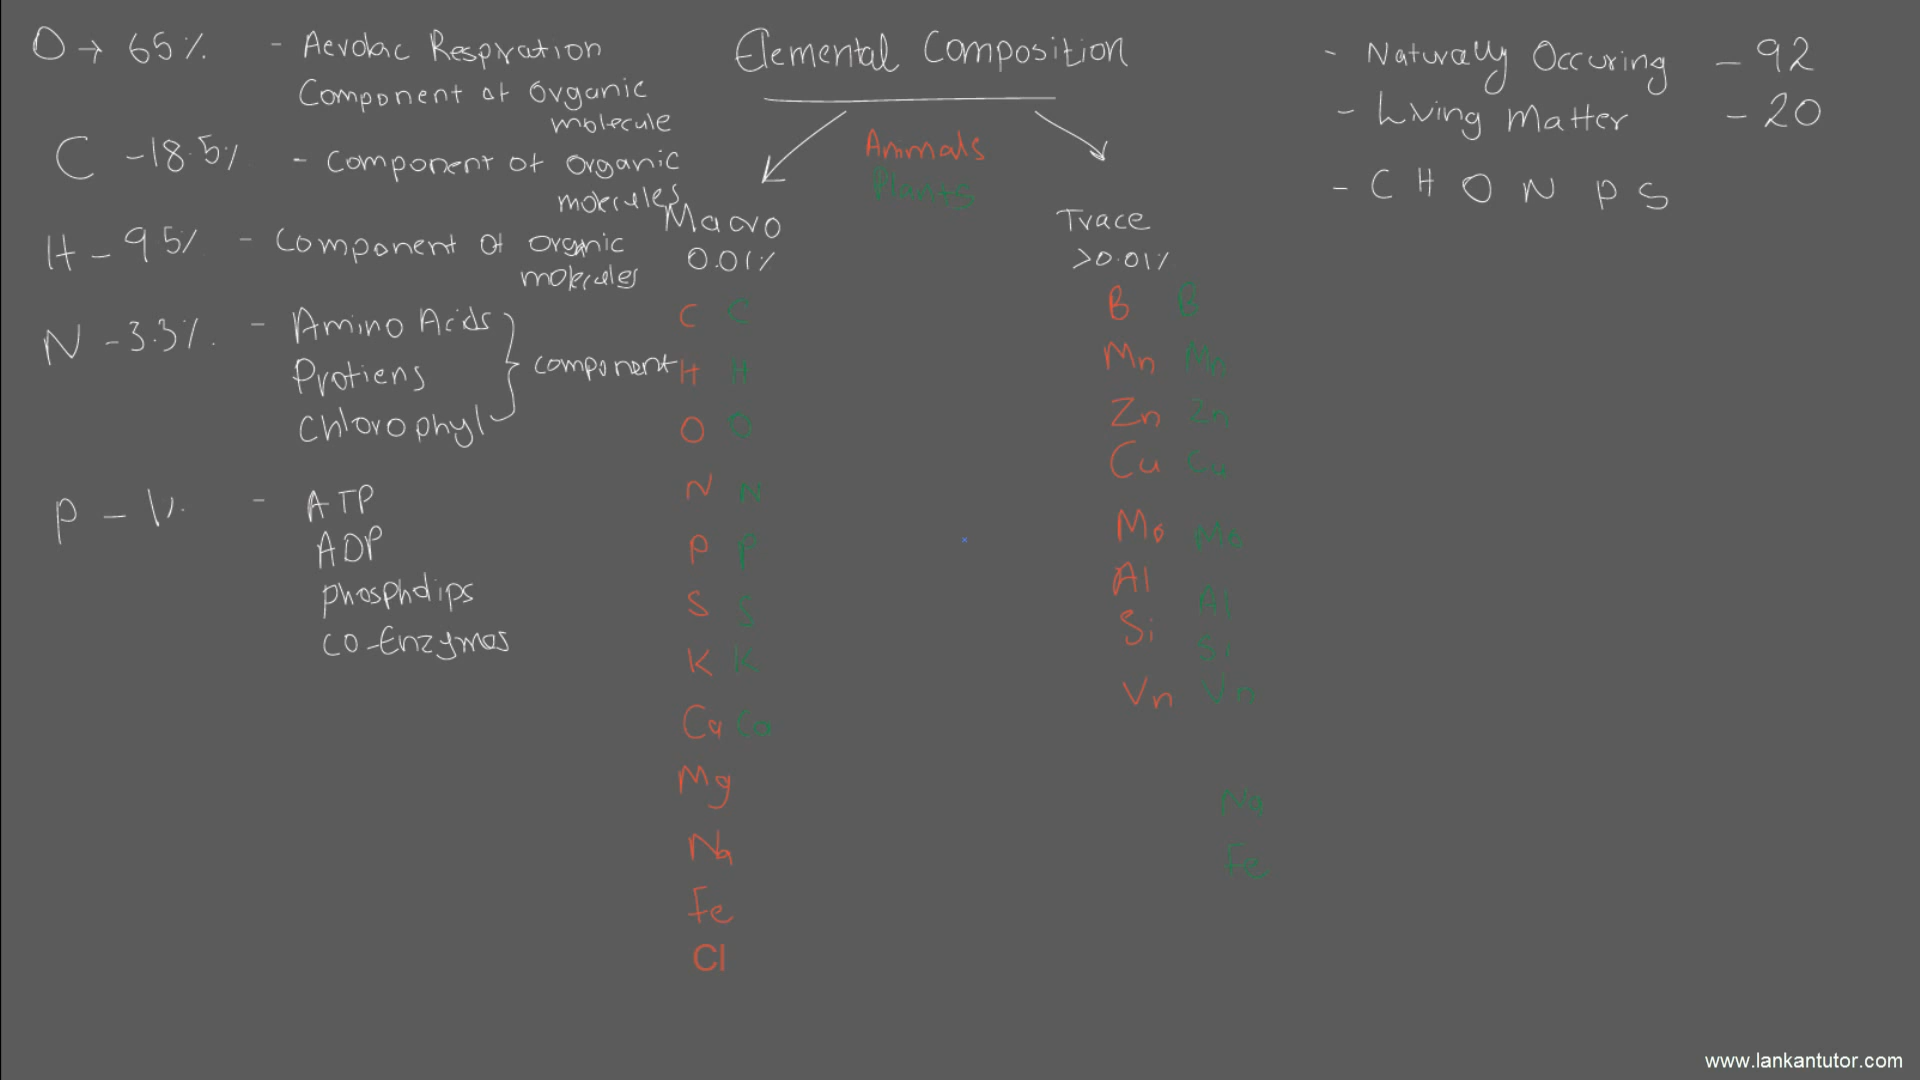 Elemental Composition
O → 65% - Aerobic Respiration
Component of organic
molecule
C - 18.5% - Component of organic
molecules
H - 9.5% - Component of organic
molecules
N - 3.3% - Amino Acids
Protiens
Chlorophyl
component
P - 1% - ATP
ADP
phospholips
co-Enzymes
Animals
Plants
Macro
0.01%
C C
H H
O O
N N
P P
S S
K K
Ca Ca
Mg
Na
Fe
Cl
Trace
>0.01%
B B
Mn Mn
Zn Zn
Cu Cu
Mo Mo
Al Al
Si Si
Vn Vn
Fe
- Naturally Occuring - 92
- Living Matter - 20
- C H O N P S
www.lankantutor.com